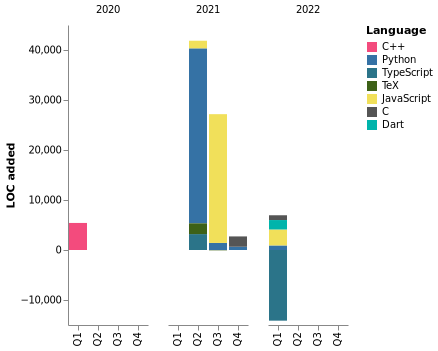 2020 2021 2022
Language
C++
Python
TypeScript
TeX
JavaScript
C
Dart
LOC added
40,000
30,000
20,000
10,000
0
−10,000
Q1 Q2 Q3 Q4 Q1 Q2 Q3 Q4 Q1 Q2 Q3 Q4